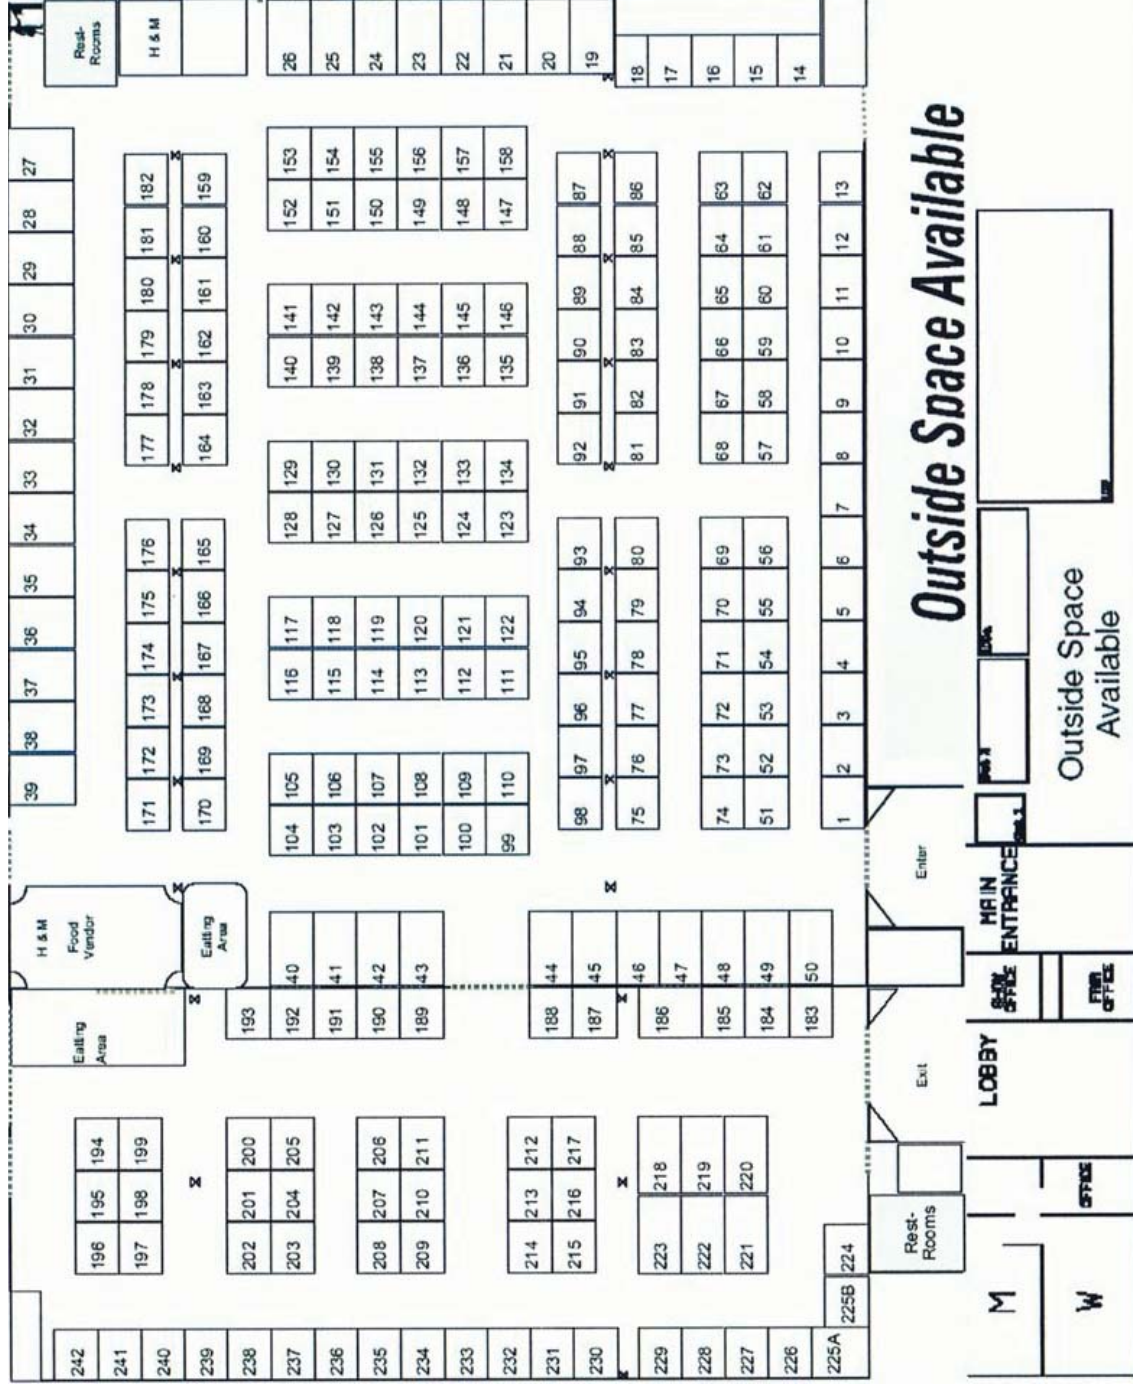 39 38 37 36 35 34 33 32 31 30 29 28 27
Rest-
Rooms
H & M
H & M
Food
Vendor
Eating
Area
Eating
Area
171 172 173 174 175 176 177 178 179 180 181 182
170 169 168 167 166 165 164 163 162 161 160 159
242
241
240
239
238
237
236
235
234
233
232
231
230
229
228
227
226
225A
225B 224
196 195 194
197 198 199
202 201 200
203 204 205
208 207 206
209 210 211
214 213 212
215 216 217
223 218
222 219
221 220
193
192 40
191 41
190 42
189 43
188 44
187 45
186 46
47
185 48
184 49
183 50
104 105 116 117 128 129 140 141 152 153 26
103 106 115 118 127 130 139 142 151 154 25
102 107 114 119 126 131 138 143 150 155 24
101 108 113 120 125 132 137 144 149 156 23
100 109 112 121 124 133 136 145 148 157 22
99 110 111 122 123 134 135 146 147 158 21
20
19
98 97 96 95 94 93 92 91 90 89 88 87
75 76 77 78 79 80 81 82 83 84 85 86
18
17
16
15
14
74 73 72 71 70 69 68 67 66 65 64 63
51 52 53 54 55 56 57 58 59 60 61 62
1 2 3 4 5 6 7 8 9 10 11 12 13
Rest-
Rooms
Exit
Enter
Outside Space Available
M
W
OFFICE
LOBBY
SHOW
OFFICE
FAIR
OFFICE
MAIN
ENTRANCE
Outside Space
Available